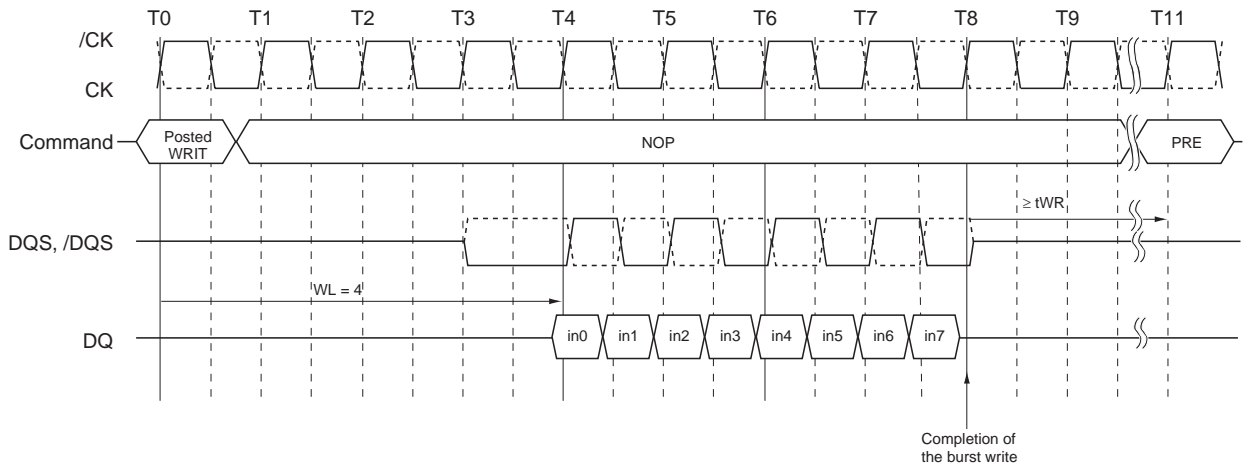 T0 T1 T2 T3 T4 T5 T6 T7 T8 T9 T11
/CK
CK
Command
Posted
WRIT
NOP
PRE
≥ tWR
DQS, /DQS
WL = 4
DQ
in0 in1 in2 in3 in4 in5 in6 in7
Completion of
the burst write